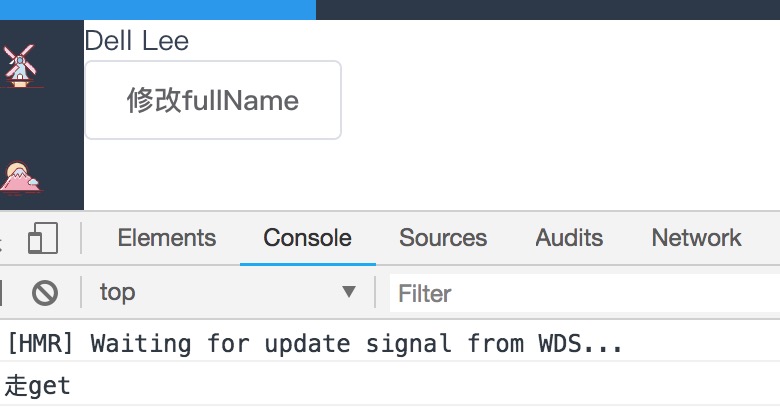 Dell Lee
修改fullName
Elements Console Sources Audits Network
top Filter
[HMR] Waiting for update signal from WDS...
走get